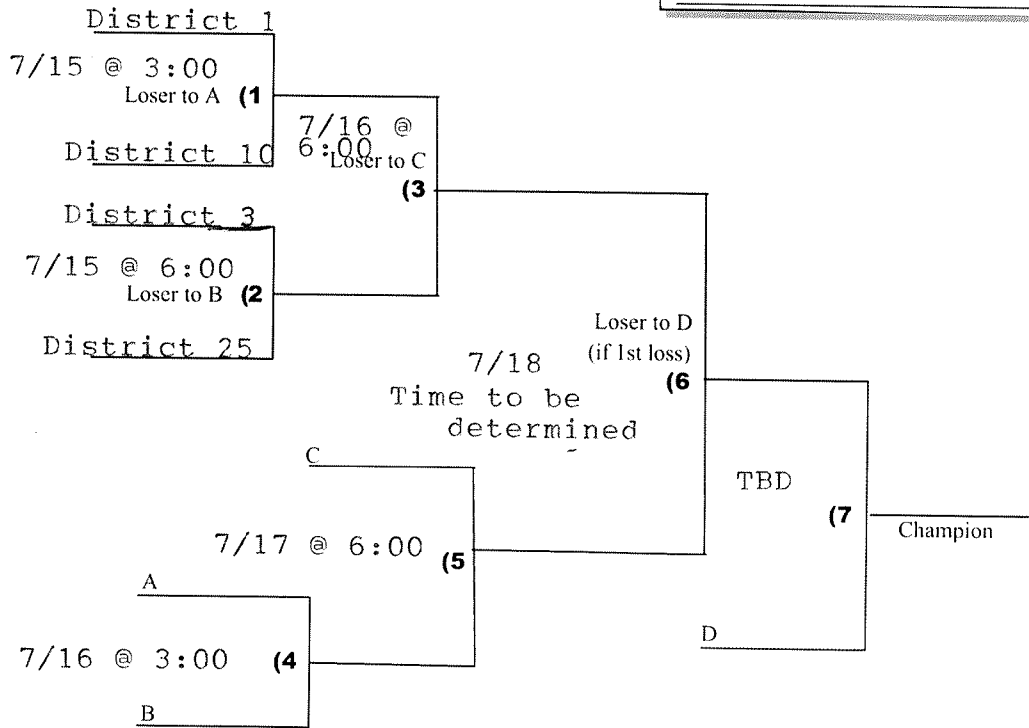 District 1
7/15 @ 3:00
Loser to A (1
District 10
7/16 @
6:00
Loser to C
(3
District 3
7/15 @ 6:00
Loser to B (2
District 25
Loser to D
(if 1st loss)
(6
7/18
Time to be
determined
C
7/17 @ 6:00 (5
A
7/16 @ 3:00 (4
B
TBD
(7
Champion
D